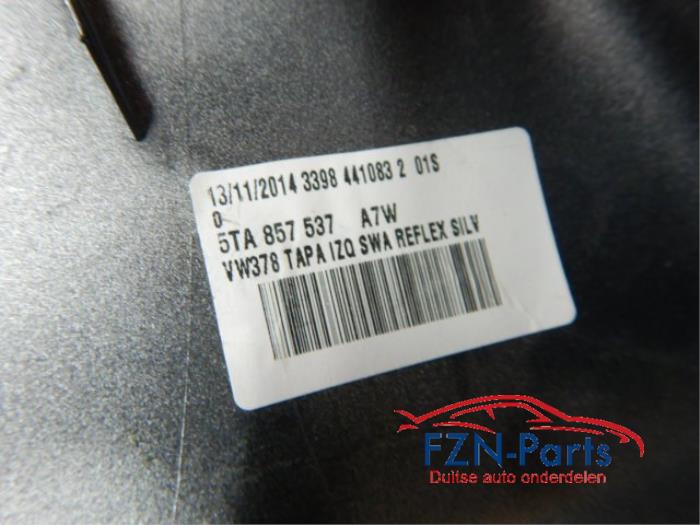 13/11/2014 3398 441083 2 01S
0
5TA 857 537 A7W
VW378 TAPA IZQ SWA REFLEX SILV
FZN-Parts
Duitse auto onderdelen